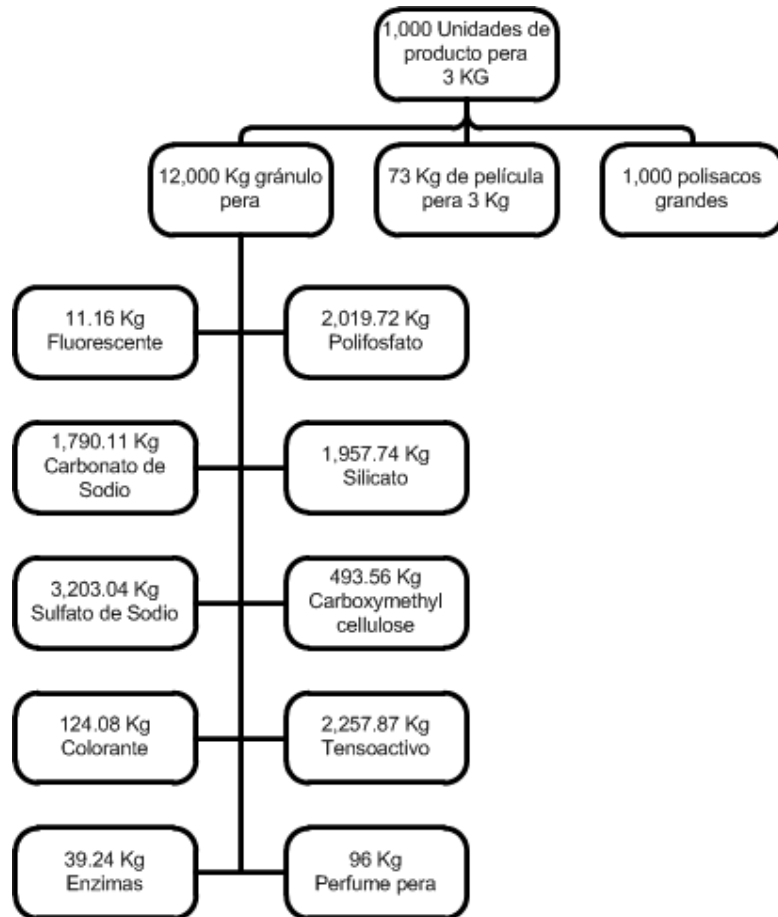 1,000 Unidades de
producto pera
3 KG
12,000 Kg gránulo
pera
73 Kg de película
pera 3 Kg
1,000 polisacos
grandes
11.16 Kg
Fluorescente
2,019.72 Kg
Polifosfato
1,790.11 Kg
Carbonato de
Sodio
1,957.74 Kg
Silicato
3,203.04 Kg
Sulfato de Sodio
493.56 Kg
Carboxymethyl
cellulose
124.08 Kg
Colorante
2,257.87 Kg
Tensoactivo
39.24 Kg
Enzimas
96 Kg
Perfume pera